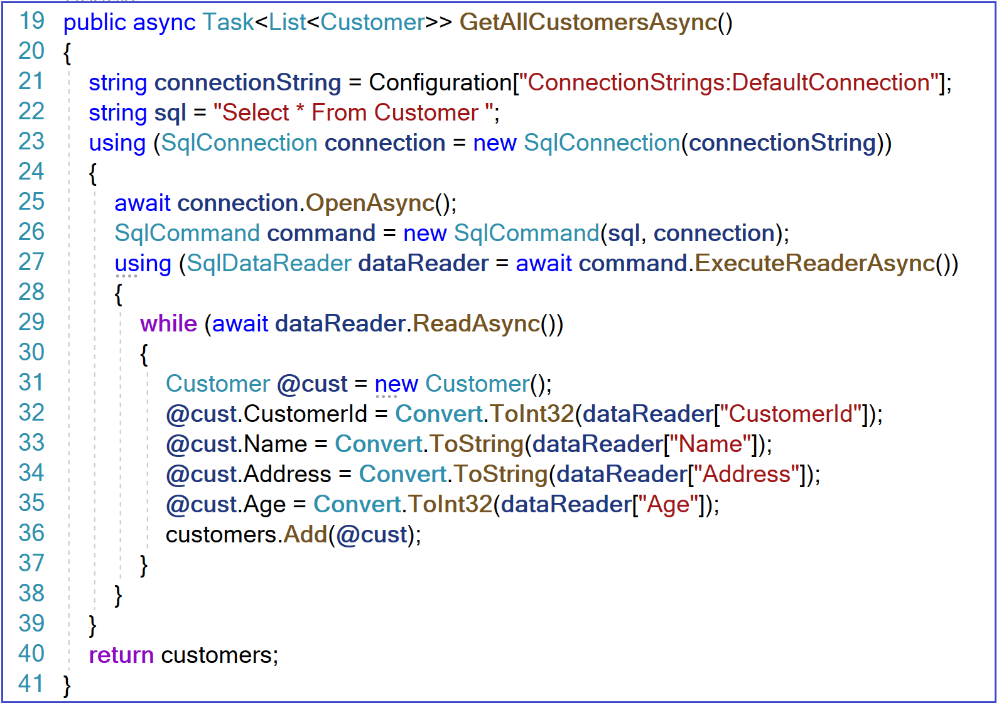 19 public async Task<List<Customer>> GetAllCustomersAsync()
20 {
21 string connectionString = Configuration["ConnectionStrings:DefaultConnection"];
22 string sql = "Select * From Customer ";
23 using (SqlConnection connection = new SqlConnection(connectionString))
24 {
25 await connection.OpenAsync();
26 SqlCommand command = new SqlCommand(sql, connection);
27 using (SqlDataReader dataReader = await command.ExecuteReaderAsync())
28 {
29 while (await dataReader.ReadAsync())
30 {
31 Customer @cust = new Customer();
32 @cust.CustomerId = Convert.ToInt32(dataReader["CustomerId"]);
33 @cust.Name = Convert.ToString(dataReader["Name"]);
34 @cust.Address = Convert.ToString(dataReader["Address"]);
35 @cust.Age = Convert.ToInt32(dataReader["Age"]);
36 customers.Add(@cust);
37 }
38 }
39 }
40 return customers;
41 }